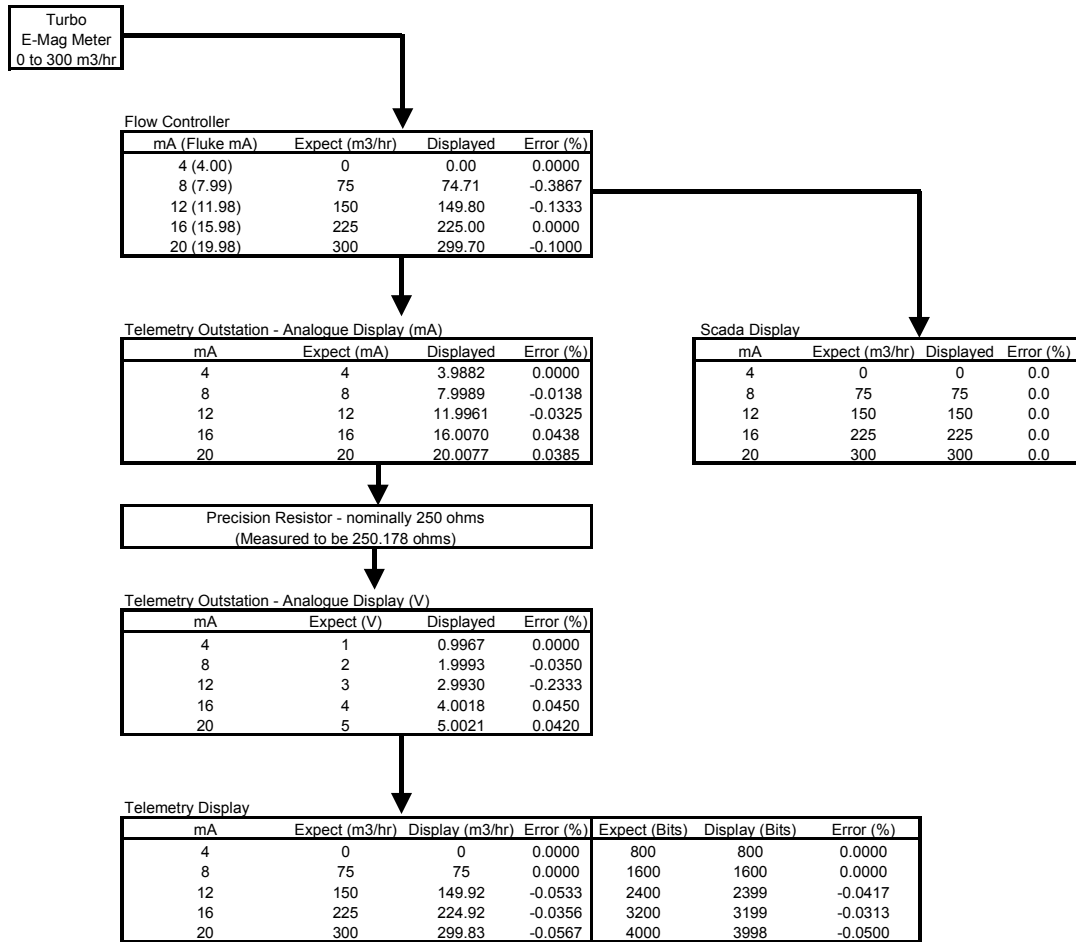 Turbo
E-Mag Meter
0 to 300 m3/hr
Flow Controller
mA (Fluke mA) Expect (m3/hr) Displayed Error (%)
4 (4.00) 0 0.00 0.0000
8 (7.99) 75 74.71 -0.3867
12 (11.98) 150 149.80 -0.1333
16 (15.98) 225 225.00 0.0000
20 (19.98) 300 299.70 -0.1000
Telemetry Outstation - Analogue Display (mA)
mA Expect (mA) Displayed Error (%)
4 4 3.9882 0.0000
8 8 7.9989 -0.0138
12 12 11.9961 -0.0325
16 16 16.0070 0.0438
20 20 20.0077 0.0385
Scada Display
mA Expect (m3/hr) Displayed Error (%)
4 0 0 0.0
8 75 75 0.0
12 150 150 0.0
16 225 225 0.0
20 300 300 0.0
Precision Resistor - nominally 250 ohms
(Measured to be 250.178 ohms)
Telemetry Outstation - Analogue Display (V)
mA Expect (V) Displayed Error (%)
4 1 0.9967 0.0000
8 2 1.9993 -0.0350
12 3 2.9930 -0.2333
16 4 4.0018 0.0450
20 5 5.0021 0.0420
Telemetry Display
mA Expect (m3/hr) Display (m3/hr) Error (%) Expect (Bits) Display (Bits) Error (%)
4 0 0 0.0000 800 800 0.0000
8 75 75 0.0000 1600 1600 0.0000
12 150 149.92 -0.0533 2400 2399 -0.0417
16 225 224.92 -0.0356 3200 3199 -0.0313
20 300 299.83 -0.0567 4000 3998 -0.0500